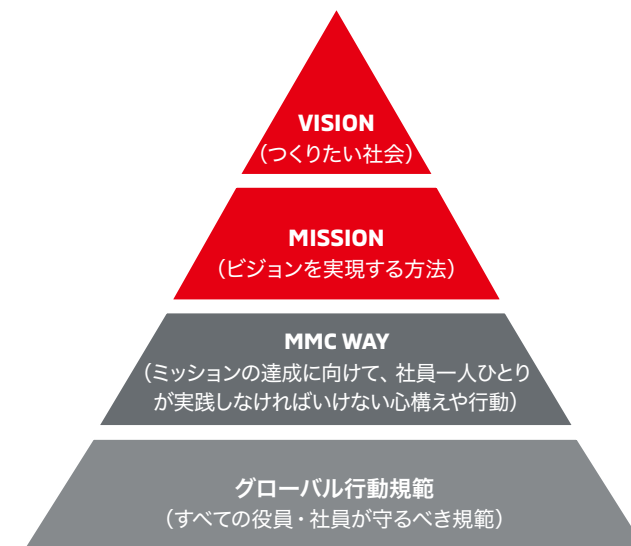 VISION
（つくりたい社会）
MISSION
（ビジョンを実現する方法）
MMC WAY
（ミッションの達成に向けて、社員一人ひとり
が実践しなければいけない心構えや行動）
グローバル行動規範
（すべての役員・社員が守るべき規範）